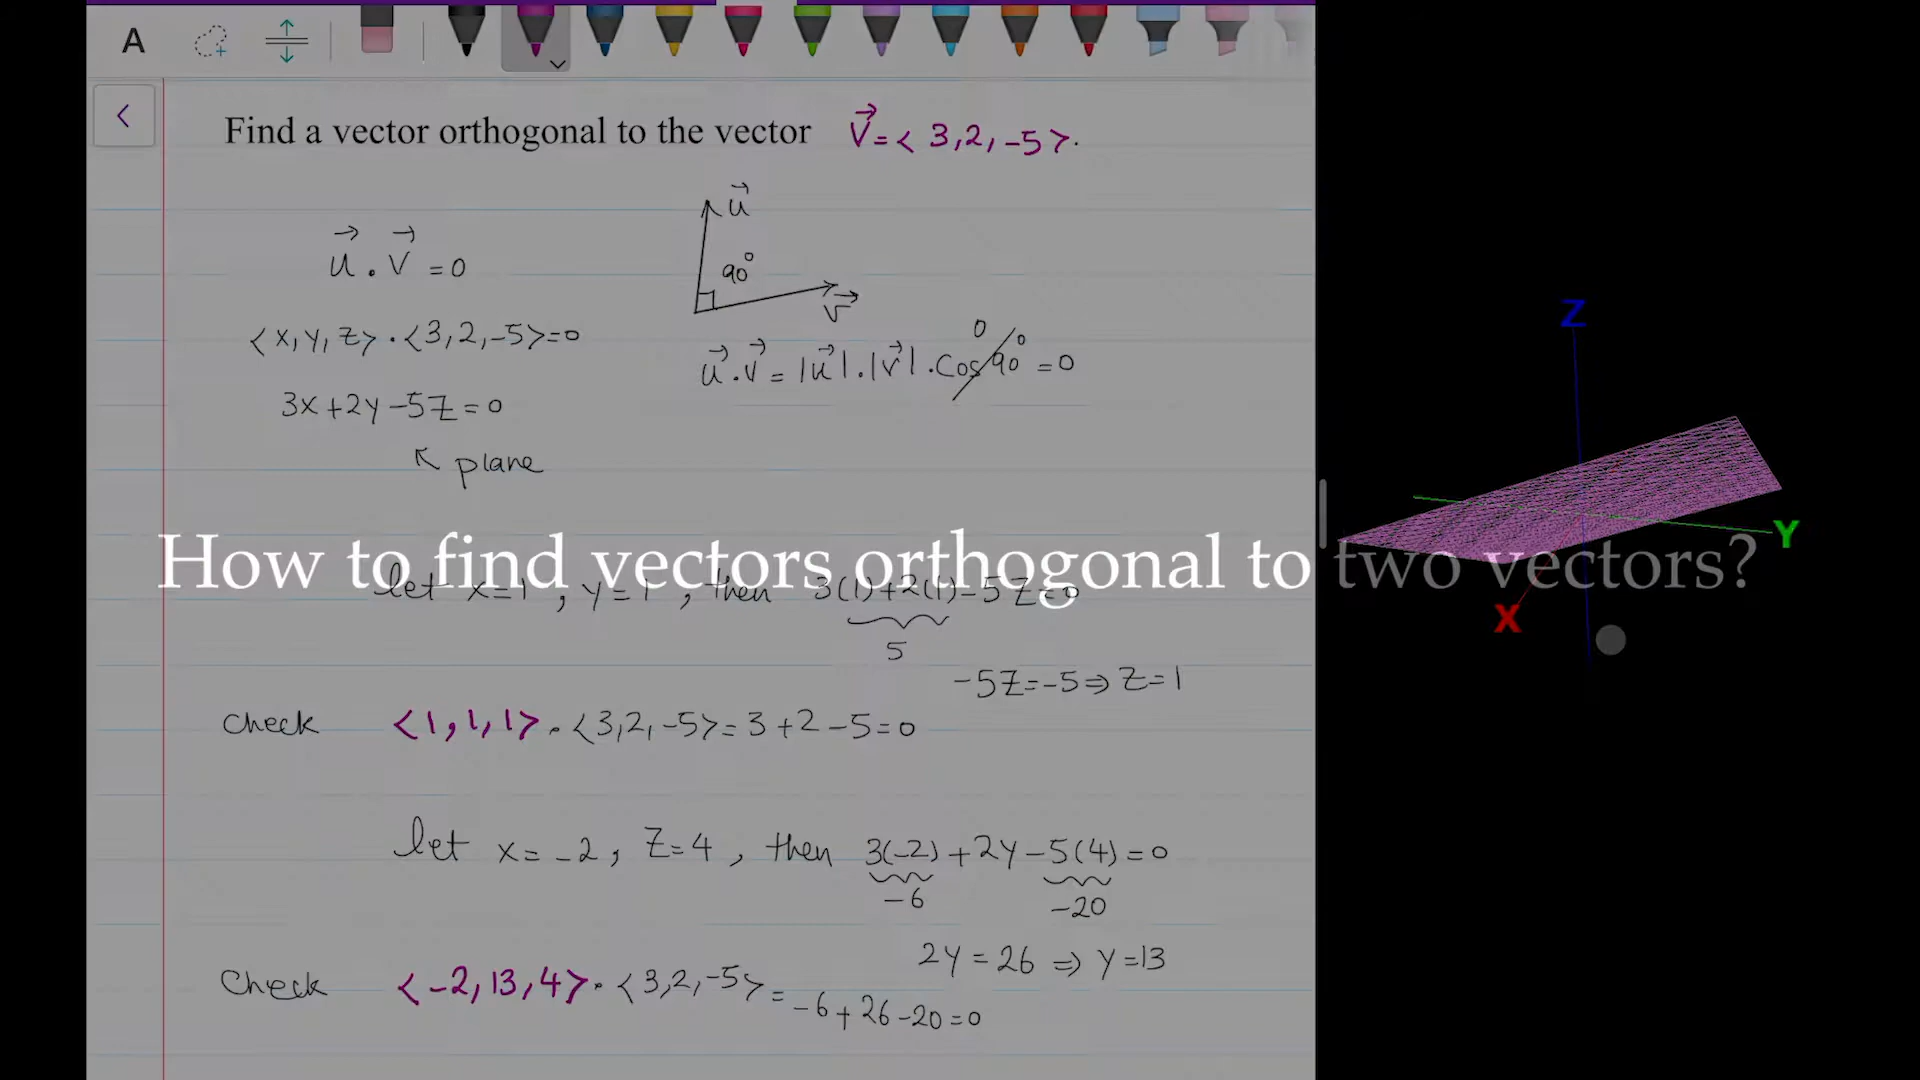 A
Find a vector orthogonal to the vector V⃗=<3,2,-5>.
u⃗
u⃗ . v⃗ = 0
90°
v⃗
<x,y,z> . <3,2,-5>=0
0
u⃗ . v⃗ = |u⃗| . |v⃗| . Cos 90° = 0
3x+2y-5z=0
↖ plane
Z
Y
X
How to find vectors orthogonal to two vectors?
let x=1, y=1, then 3(1)+2(1)-5z=0
5
-5z=-5⇒z=1
Check <1,1,1> . <3,2,-5>=3+2-5=0
let x=-2, z=4, then 3(-2)+2y-5(4)=0
-6 -20
2y=26 ⇒ y=13
Check <-2,13,4> . <3,2,-5> = -6+26-20=0